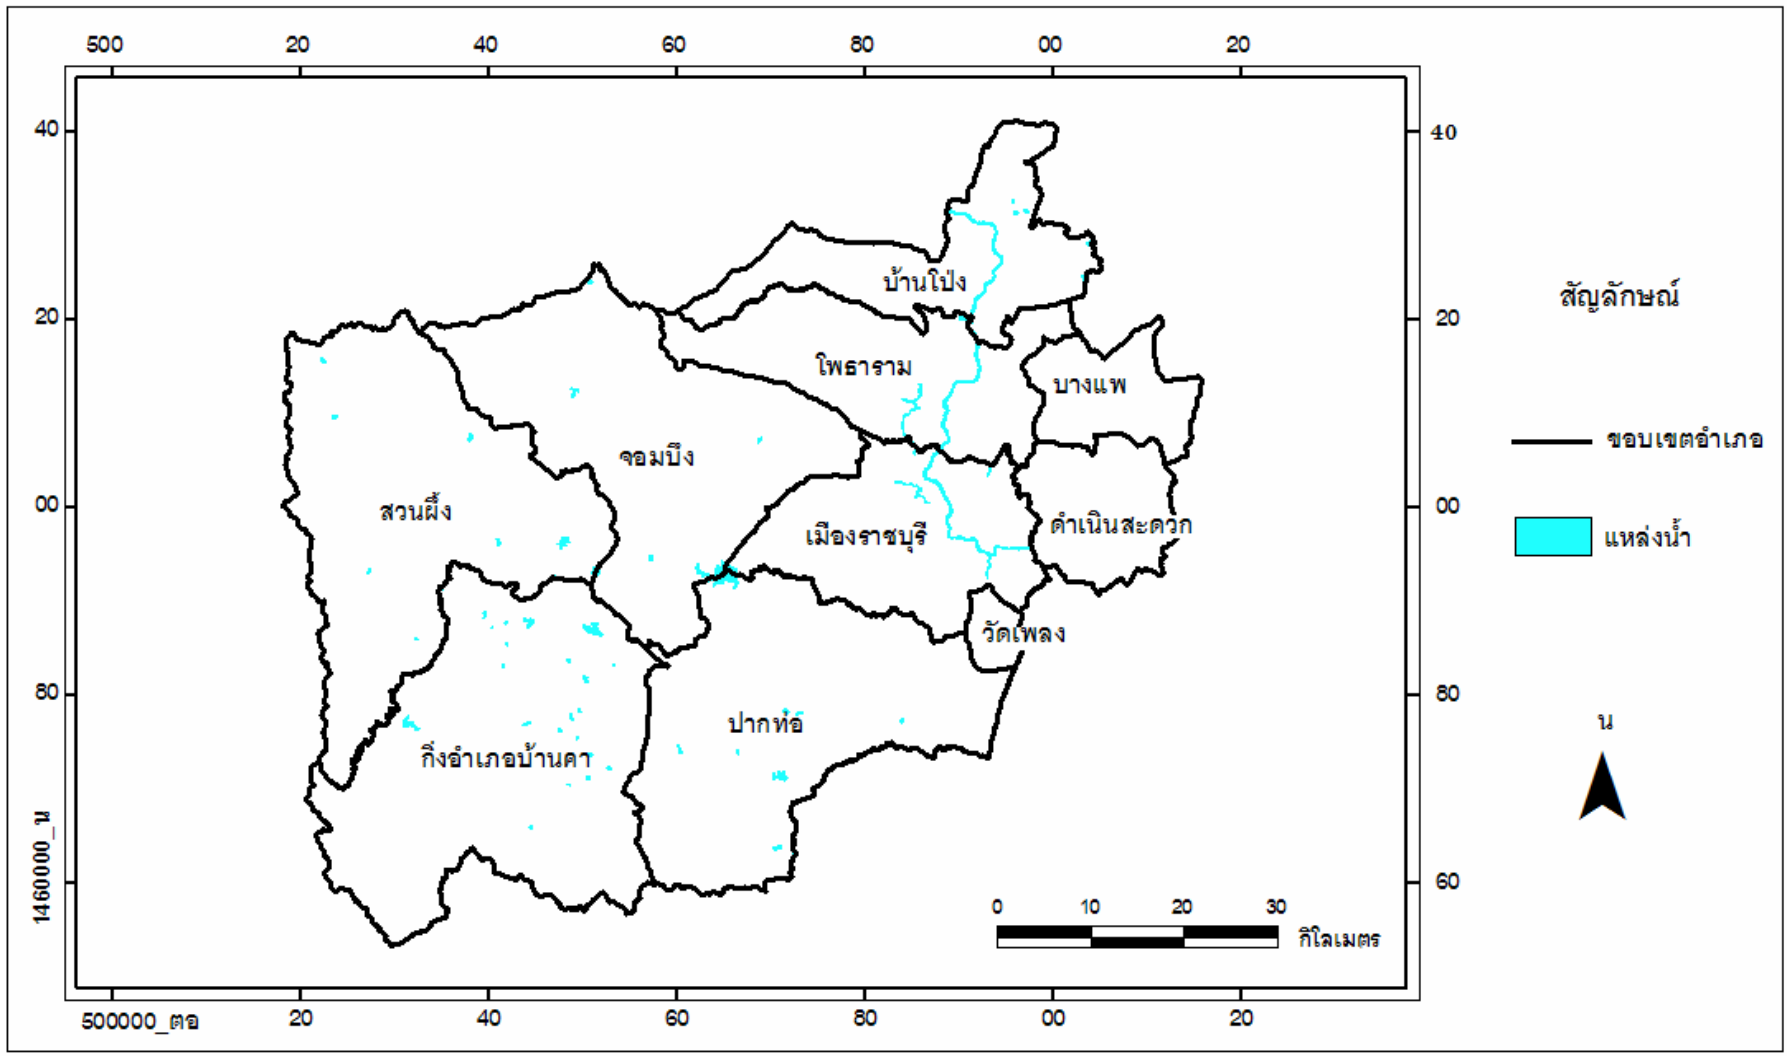 500 20 40 60 80 00 20
40 40
บ้านโป่ง
สัญลักษณ์
20 20
โพธาราม
บางแพ
ขอบเขตอำเภอ
จอมบึง
00 00
สวนผึ้ง
ดำเนินสะดวก
เมืองราชบุรี
แหล่งน้ำ
วัดเพลง
80 80
ปากท่อ
น
กิ่งอำเภอบ้านคา
1460000_น
60
0 10 20 30
กิโลเมตร
500000_ตอ 20 40 60 80 00 20